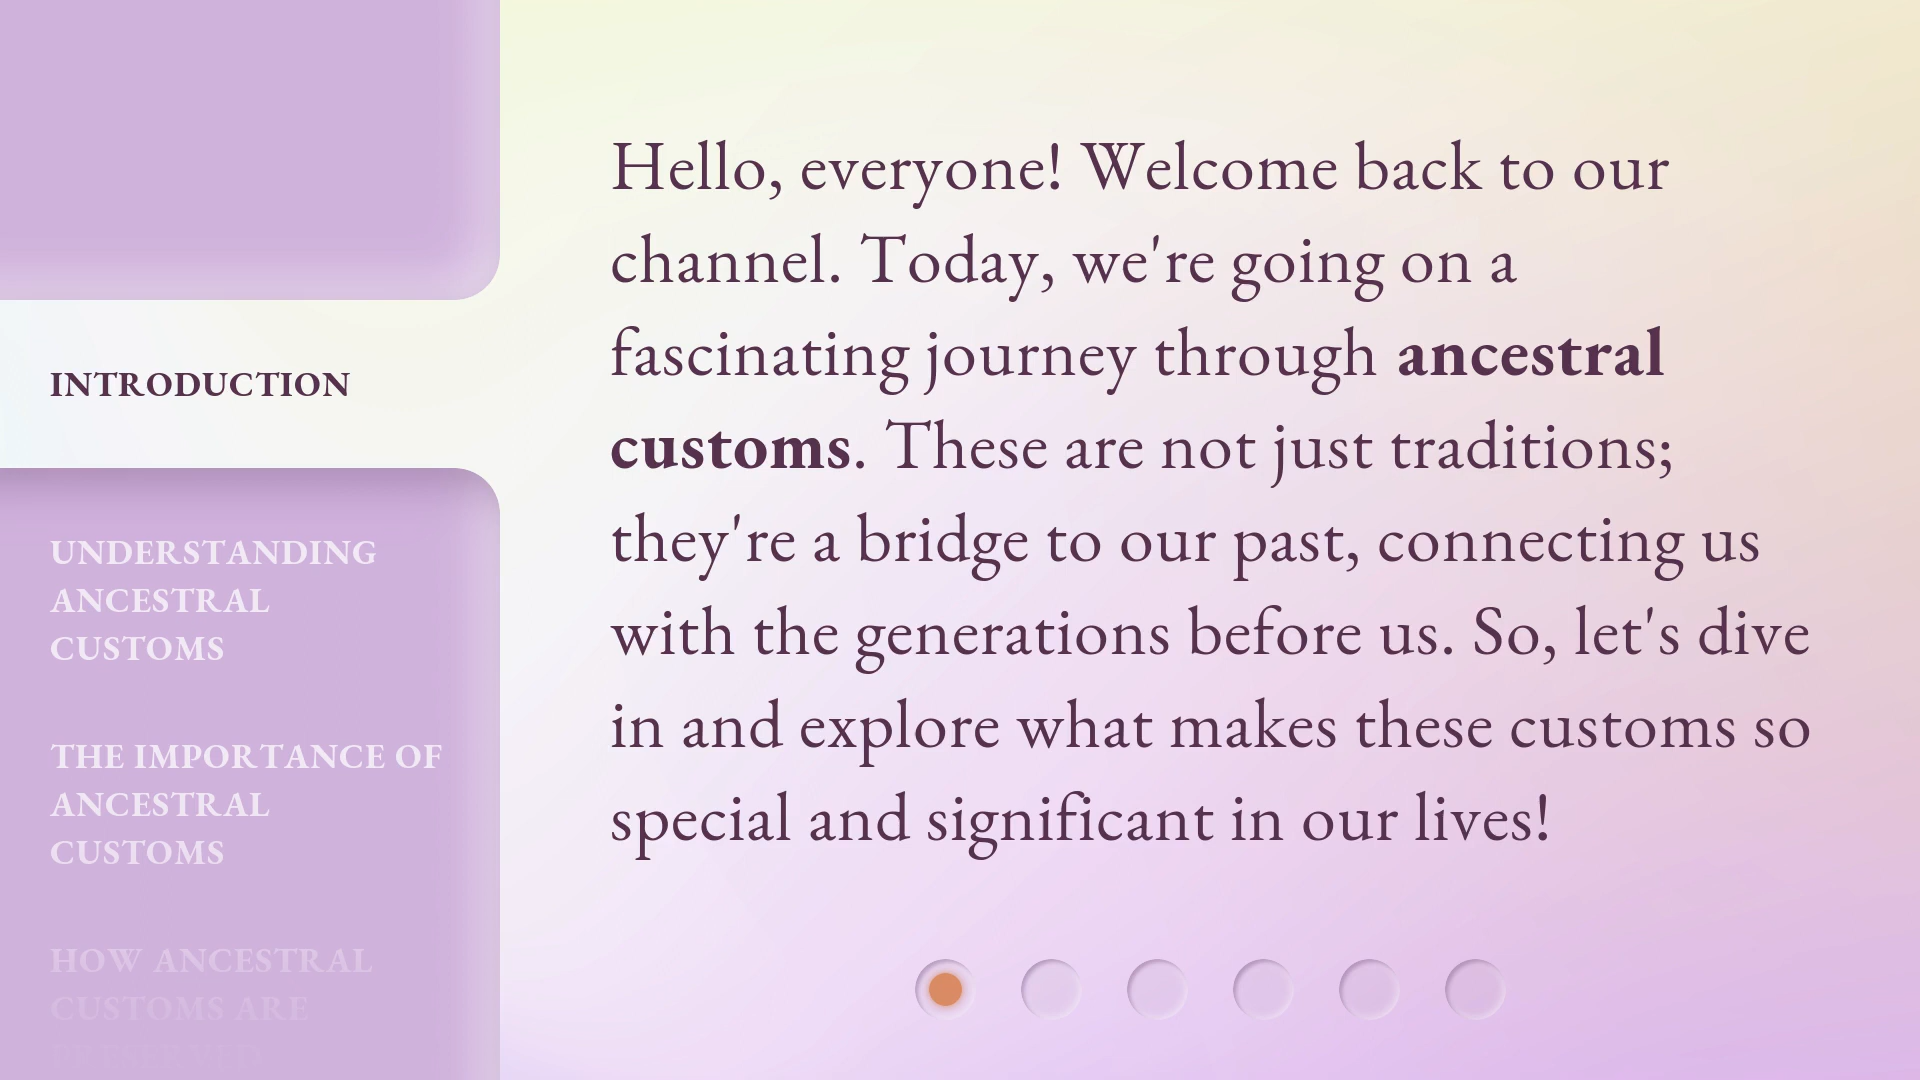 INTRODUCTION
UNDERSTANDING
ANCESTRAL
CUSTOMS
THE IMPORTANCE OF
ANCESTRAL
CUSTOMS
HOW ANCESTRAL
CUSTOMS ARE
PRESERVED
Hello, everyone! Welcome back to our
channel. Today, we're going on a
fascinating journey through ancestral
customs. These are not just traditions;
they're a bridge to our past, connecting us
with the generations before us. So, let's dive
in and explore what makes these customs so
special and significant in our lives!